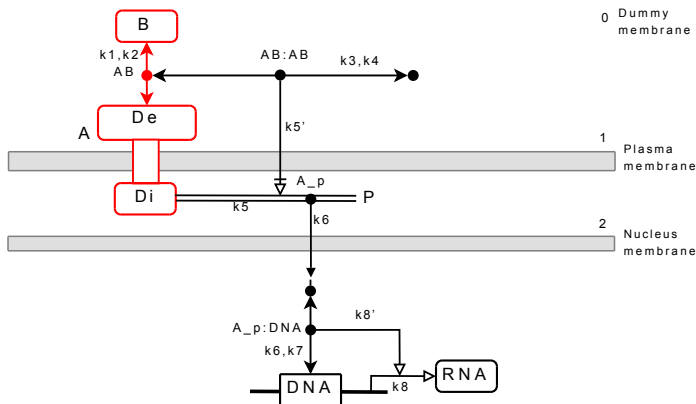 B
0 Dummy
membrane
k1,k2
AB
AB:AB
k3,k4
De
A
k5'
1
Plasma
membrane
A_p
Di
P
k5
k6
2
Nucleus
membrane
A_p:DNA
k8'
k6,k7
DNA
k8
RNA